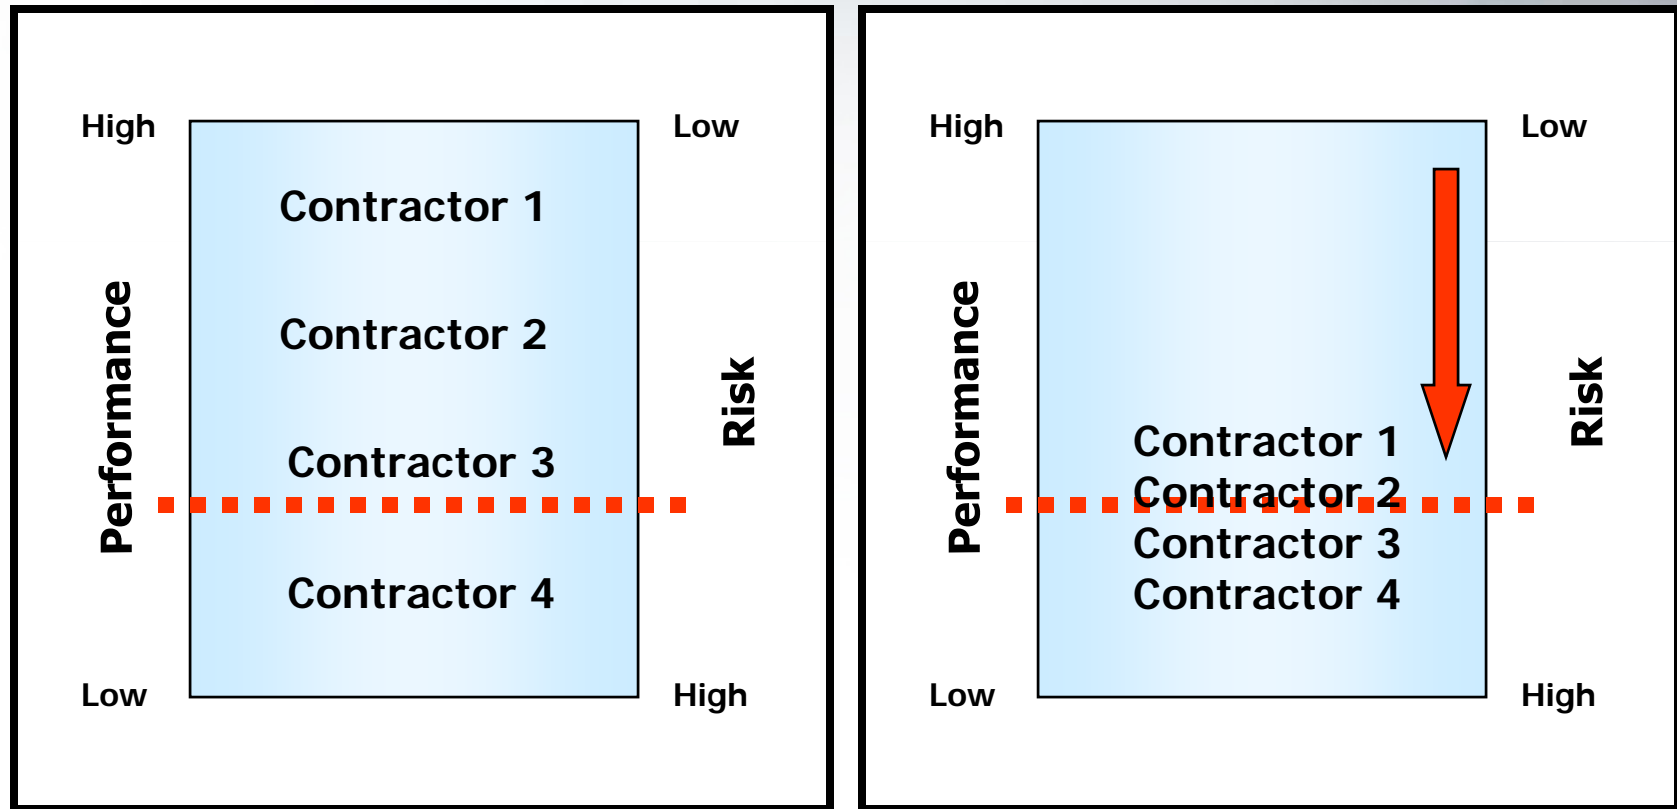 High
Low
Contractor 1
Contractor 2
Performance
Risk
Contractor 3
Contractor 4
Low
High
High
Low
Performance
Risk
Contractor 1
Contractor 2
Contractor 3
Contractor 4
Low
High